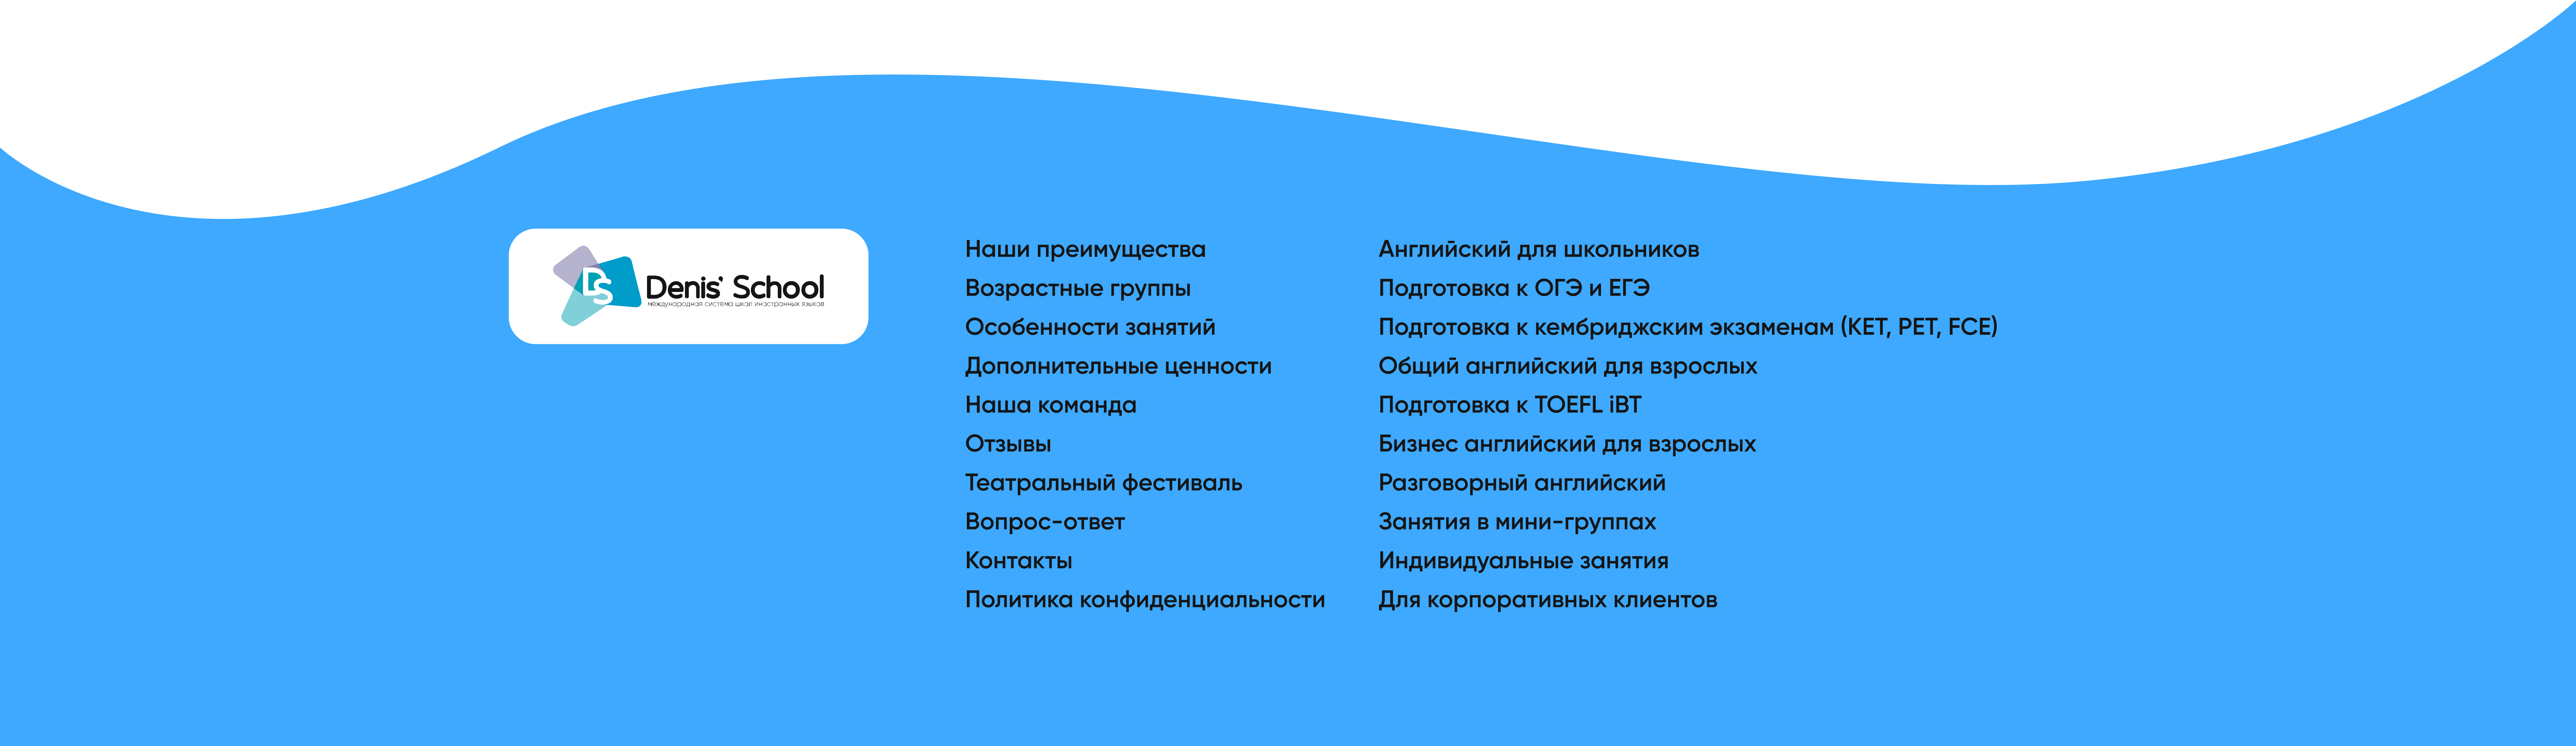 DS
Denis' School
международная система школ иностранных языков
Наши преимущества
Возрастные группы
Особенности занятий
Дополнительные ценности
Наша команда
Отзывы
Театральный фестиваль
Вопрос-ответ
Контакты
Политика конфиденциальности
Английский для школьников
Подготовка к ОГЭ и ЕГЭ
Подготовка к кембриджским экзаменам (KET, PET, FCE)
Общий английский для взрослых
Подготовка к TOEFL iBT
Бизнес английский для взрослых
Разговорный английский
Занятия в мини-группах
Индивидуальные занятия
Для корпоративных клиентов